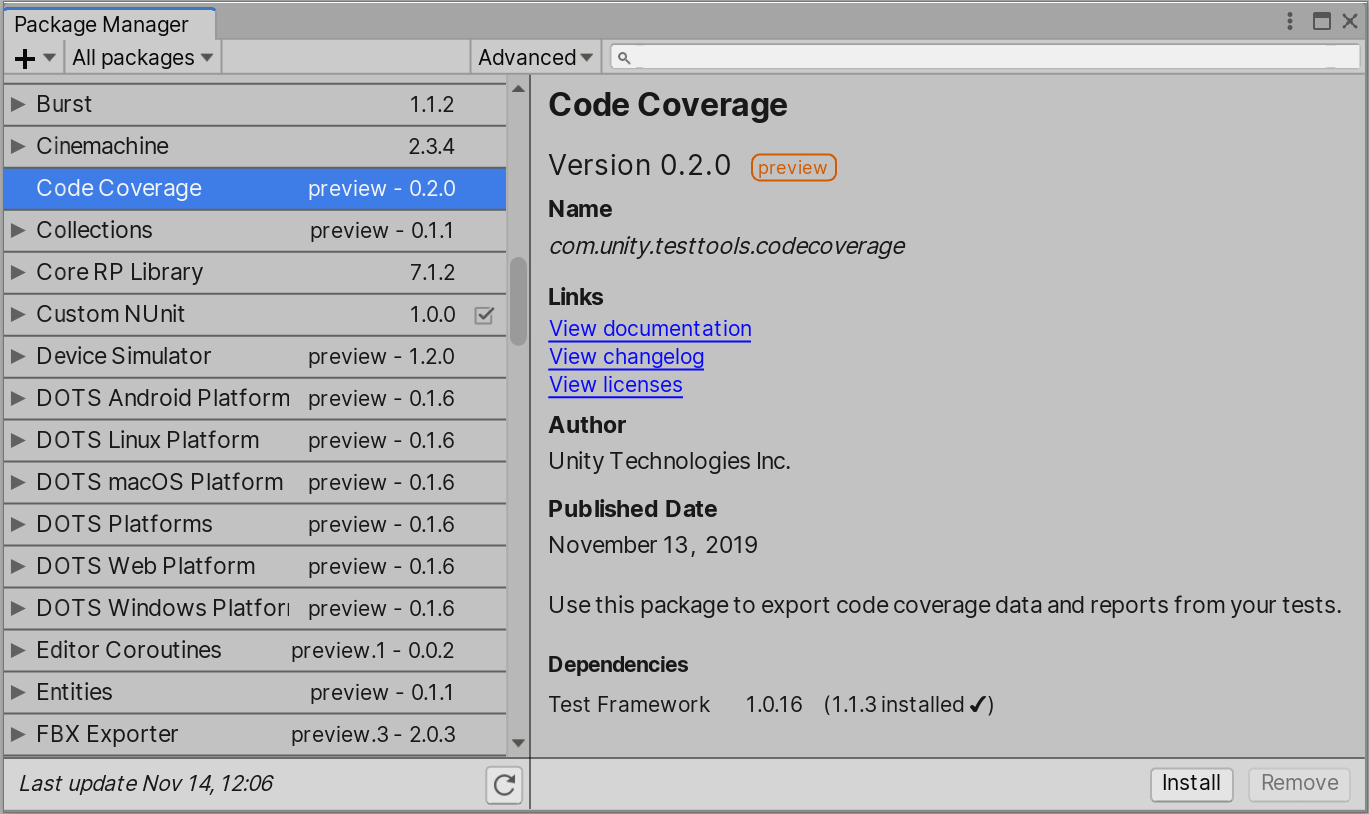 Package Manager
All packages
Advanced
Burst 1.1.2
Cinemachine 2.3.4
Code Coverage preview - 0.2.0
Collections preview - 0.1.1
Core RP Library 7.1.2
Custom NUnit 1.0.0
Device Simulator preview - 1.2.0
DOTS Android Platform preview - 0.1.6
DOTS Linux Platform preview - 0.1.6
DOTS macOS Platform preview - 0.1.6
DOTS Platforms preview - 0.1.6
DOTS Web Platform preview - 0.1.6
DOTS Windows Platfor preview - 0.1.6
Editor Coroutines preview.1 - 0.0.2
Entities preview - 0.1.1
FBX Exporter preview.3 - 2.0.3
Last update Nov 14, 12:06
Code Coverage
Version 0.2.0 preview
Name
com.unity.testtools.codecoverage
Links
View documentation
View changelog
View licenses
Author
Unity Technologies Inc.
Published Date
November 13, 2019
Use this package to export code coverage data and reports from your tests.
Dependencies
Test Framework 1.0.16 (1.1.3 installed ✔)
Install Remove